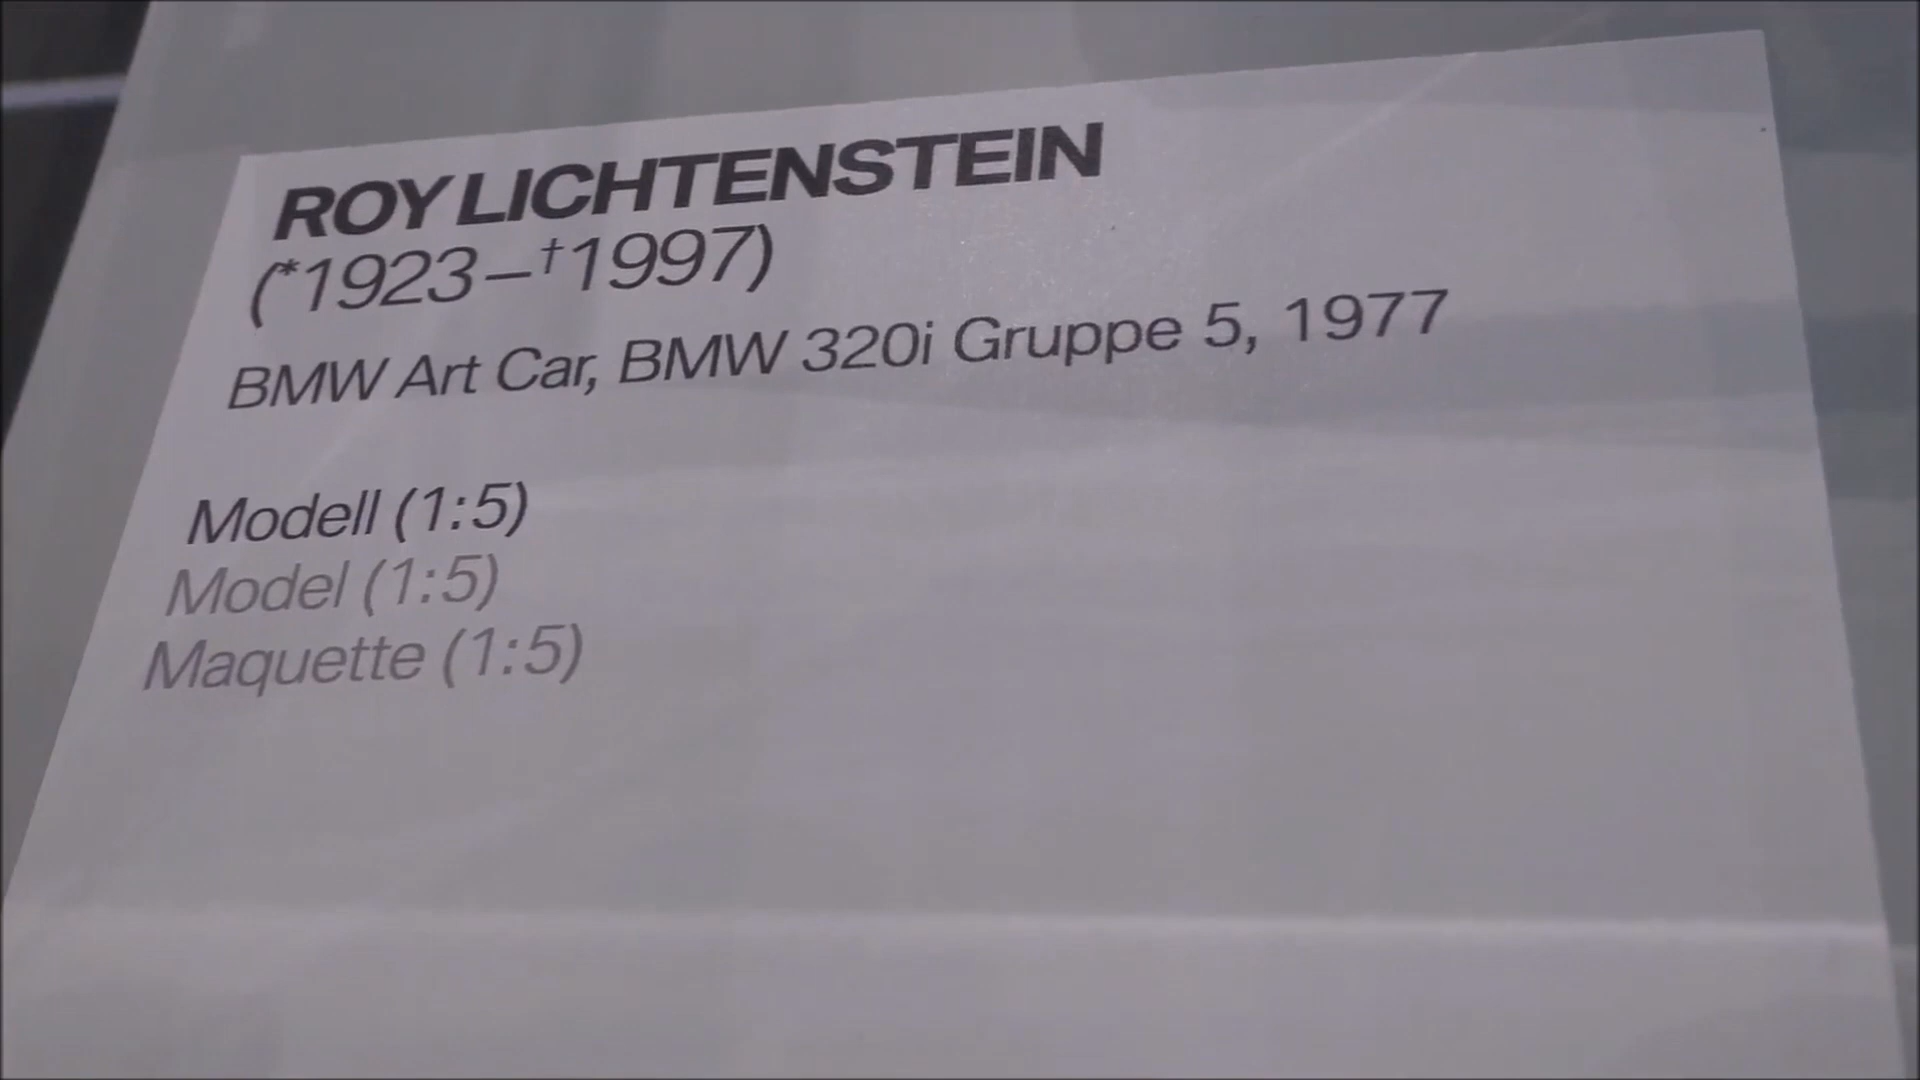 ROY LICHTENSTEIN
(*1923–†1997)
BMW Art Car, BMW 320i Gruppe 5, 1977
Modell (1:5)
Model (1:5)
Maquette (1:5)